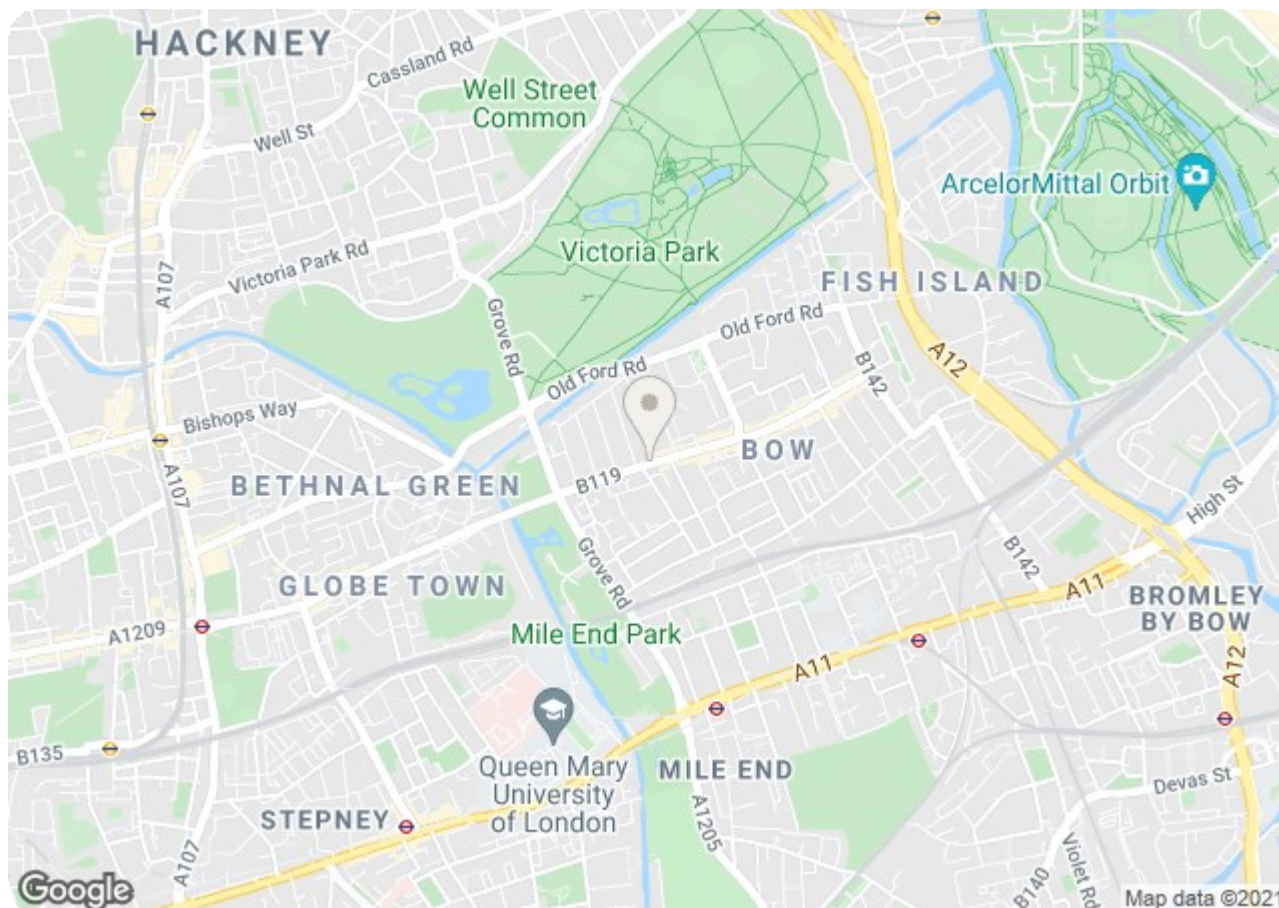 HACKNEY
Cassland Rd
Well Street
Common
Well St
ArcelorMittal Orbit
Victoria Park Rd
A107
Victoria Park
FISH ISLAND
Grove Rd
Old Ford Rd
Old Ford Rd
A12
B142
Bishops Way
A107
BETHNAL GREEN
B119
BOW
High St
Grove Rd
B142
GLOBE TOWN
A11
BROMLEY
BY BOW
A1209
Mile End Park
A11
A12
B135
Queen Mary
University
of London
MILE END
Devas St
STEPNEY
A1205
A107
Violet Rd
B140
Google
Map data ©2021